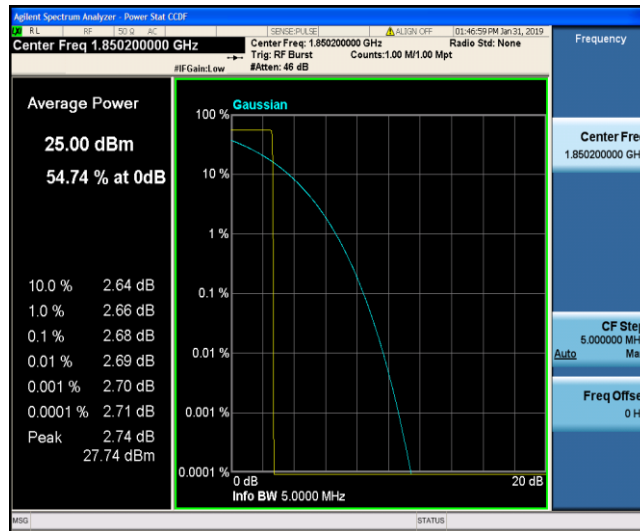 Agilent Spectrum Analyzer - Power Stat CCDF
RL RF 50 Ω AC SENSE:PULSE ALIGN OFF 01:46:59 PM Jan 31, 2019
Center Freq 1.850200000 GHz
Center Freq: 1.850200000 GHz Radio Std: None
Trig: RF Burst Counts:1.00 M/1.00 Mpt
#IFGain:Low #Atten: 46 dB
Frequency
Average Power
25.00 dBm
54.74 % at 0dB
10.0 % 2.64 dB
1.0 % 2.66 dB
0.1 % 2.68 dB
0.01 % 2.69 dB
0.001 % 2.70 dB
0.0001 % 2.71 dB
Peak 2.74 dB
27.74 dBm
Gaussian
100 %
10 %
1 %
0.1 %
0.01 %
0.001 %
0.0001 %
0 dB 20 dB
Info BW 5.0000 MHz
Center Fre
1.850200000 GH
CF Step
5.000000 MH
Auto Ma
Freq Offse
0 H
MSG STATUS